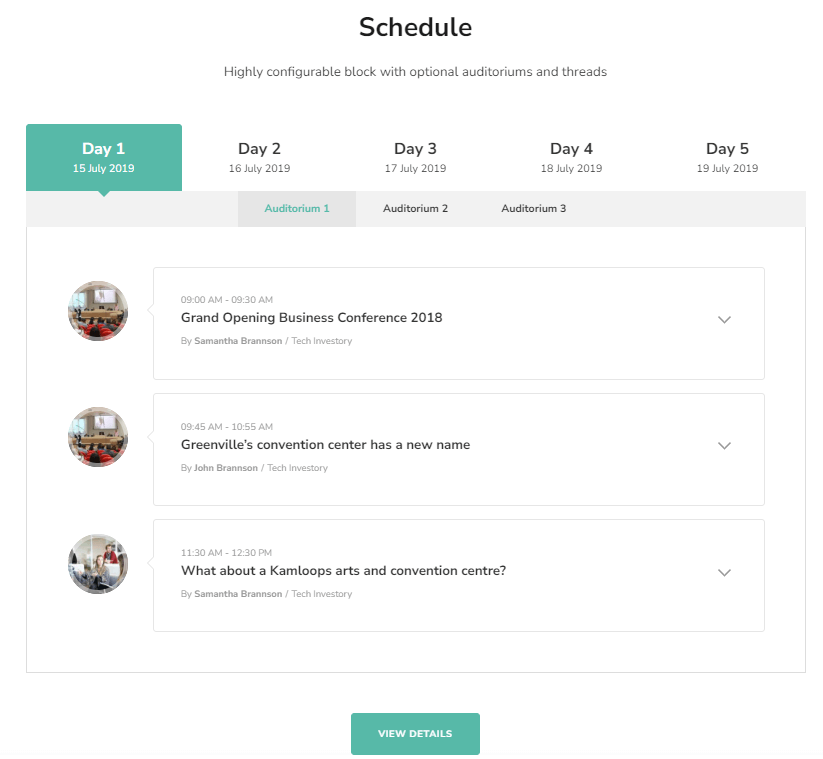 Schedule
Highly configurable block with optional auditoriums and threads
Day 1
15 July 2019
Day 2
16 July 2019
Day 3
17 July 2019
Day 4
18 July 2019
Day 5
19 July 2019
Auditorium 1
Auditorium 2
Auditorium 3
09:00 AM - 09:30 AM
Grand Opening Business Conference 2018
By Samantha Brannson / Tech Investory
09:45 AM - 10:55 AM
Greenville's convention center has a new name
By John Brannson / Tech Investory
11:30 AM - 12:30 PM
What about a Kamloops arts and convention centre?
By Samantha Brannson / Tech Investory
VIEW DETAILS